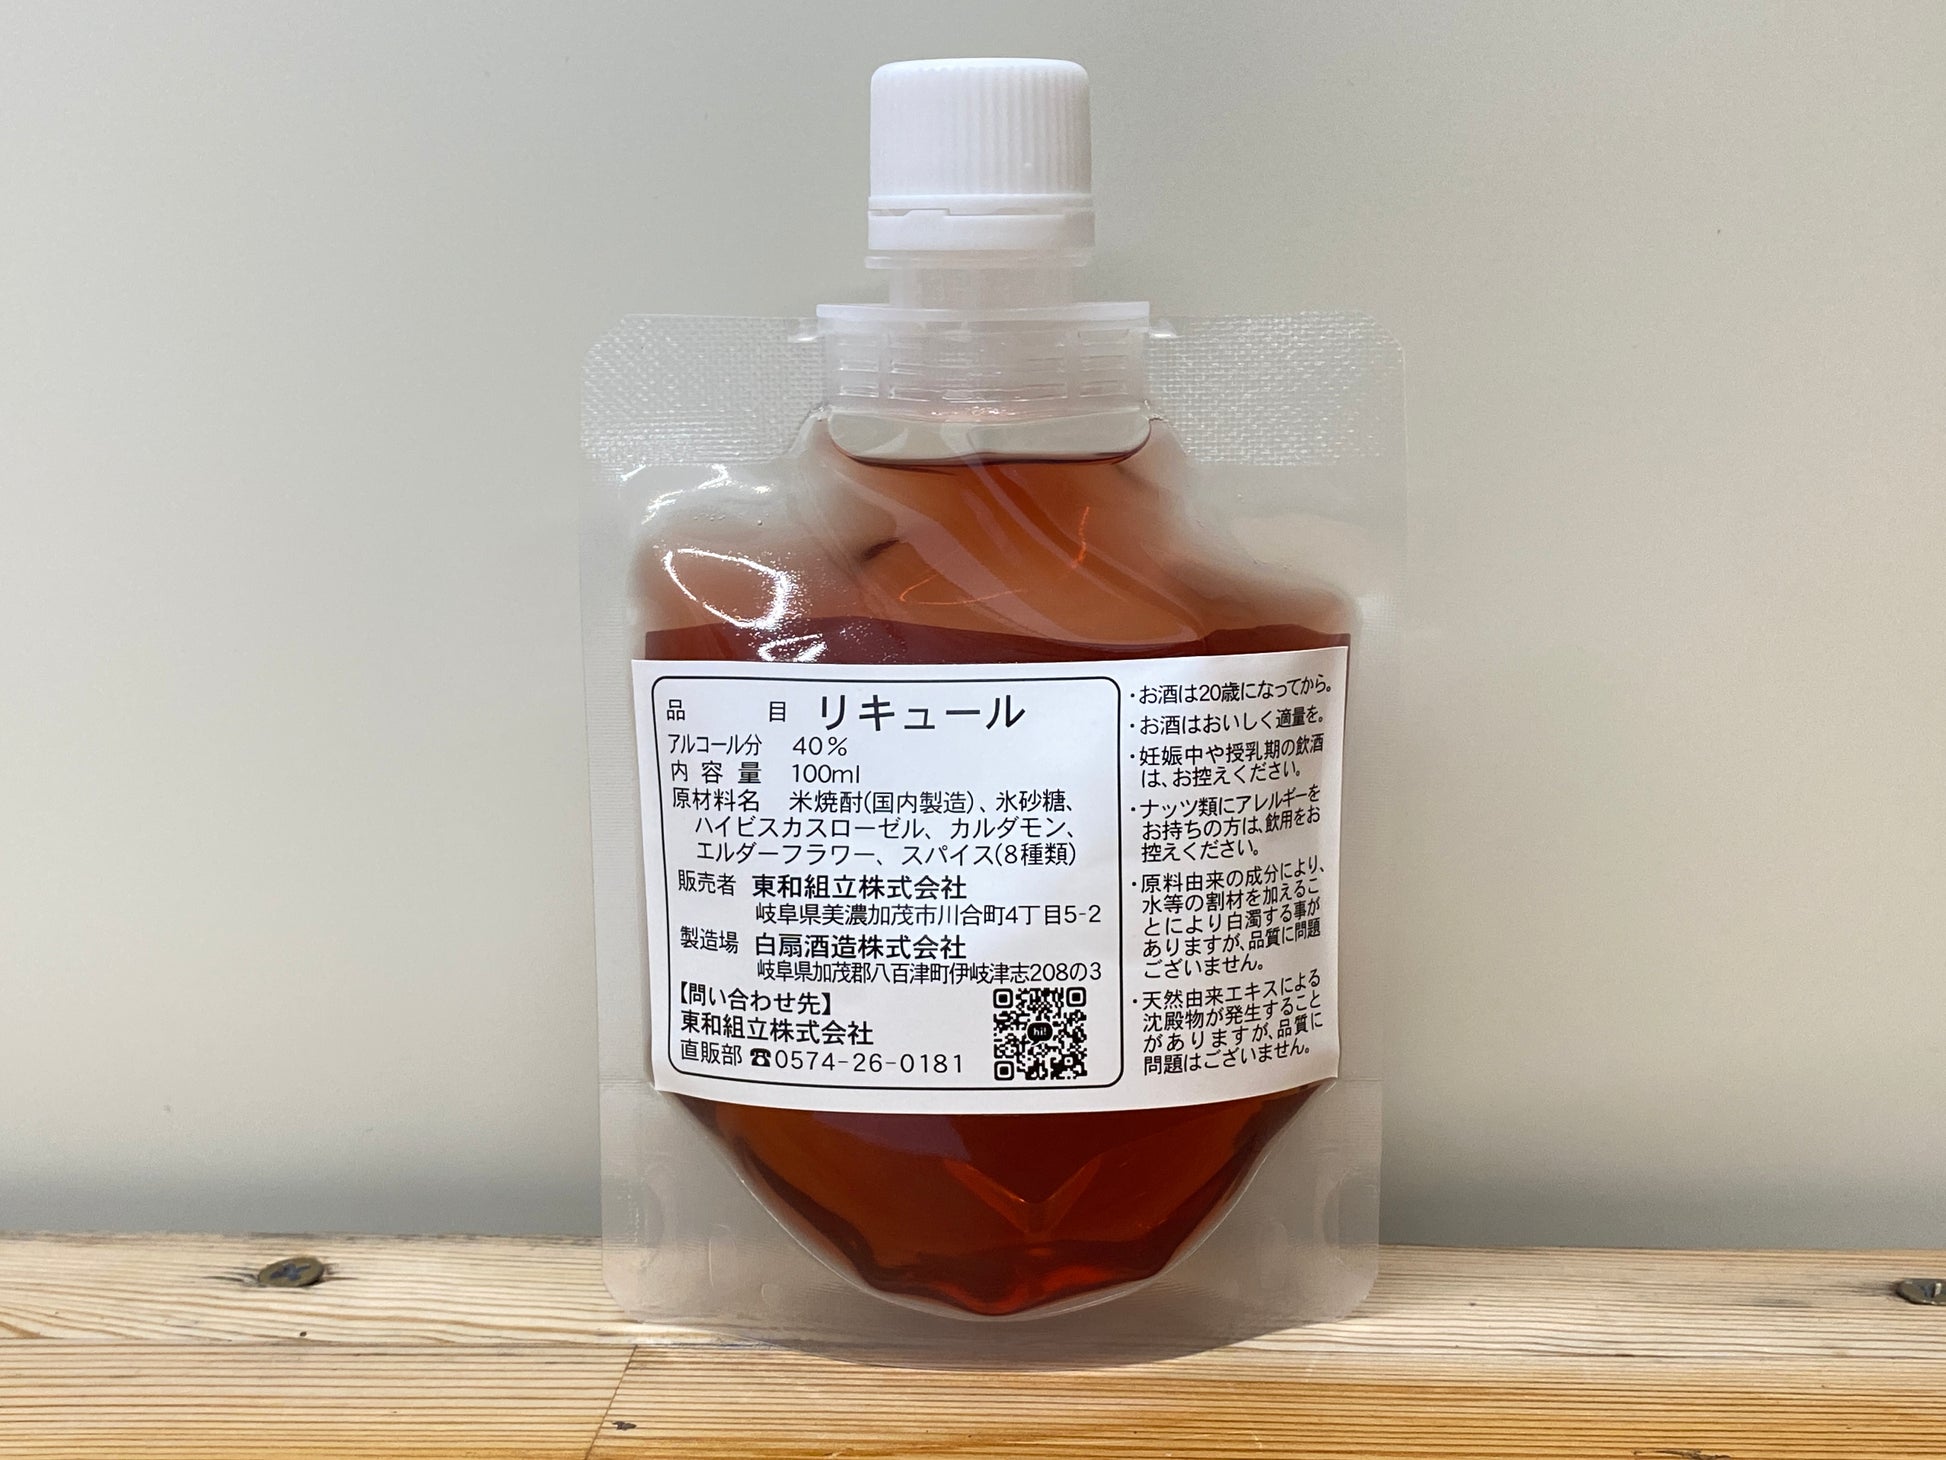 品　目 リキュール
アルコール分 40％
内容量 100ml
原材料名 米焼酎(国内製造)、氷砂糖、
ハイビスカスローゼル、カルダモン、
エルダーフラワー、スパイス(8種類)
販売者 東和組立株式会社
岐阜県美濃加茂市川合町4丁目5-2
製造場 白扇酒造株式会社
岐阜県加茂郡八百津町伊岐津志208の3
【問い合わせ先】
東和組立株式会社
直販部 ☎0574-26-0181
hi!
・お酒は20歳になってから。
・お酒はおいしく適量を。
・妊娠中や授乳期の飲酒
は、お控えください。
・ナッツ類にアレルギーを
お持ちの方は、飲用をお
控えください。
・原料由来の成分により、
水等の割材を加えるこ
とにより白濁する事が
ありますが、品質に問題
ございません。
・天然由来エキスによる
沈殿物が発生すること
がありますが、品質に
問題はございません。